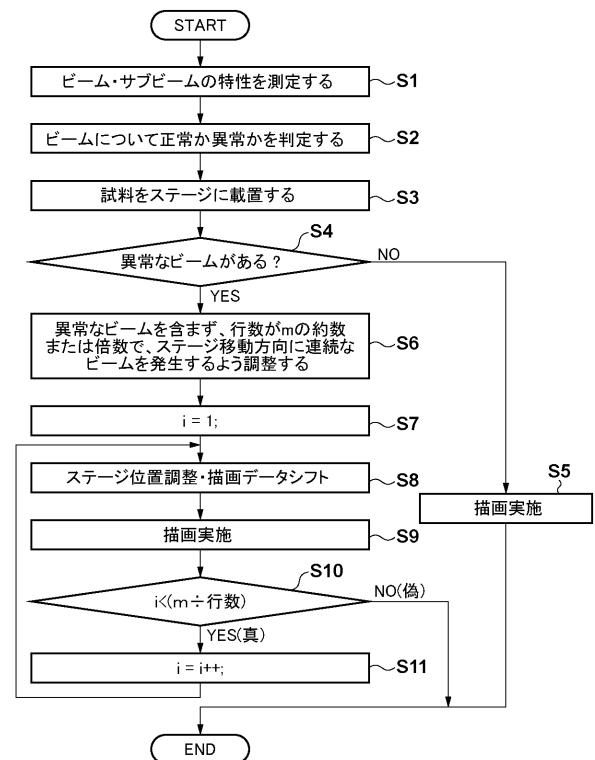 START
ビーム・サブビームの特性を測定する
S1
ビームについて正常か異常かを判定する
S2
試料をステージに載置する
S3
S4
異常なビームがある?
NO
YES
異常なビームを含まず、行数がmの約数
または倍数で、ステージ移動方向に連続な
ビームを発生するよう調整する
S6
i = 1;
S7
ステージ位置調整・描画データシフト
S8
S5
描画実施
描画実施
S9
S10
i<(m÷行数)
NO(偽)
YES(真)
i = i++;
S11
END